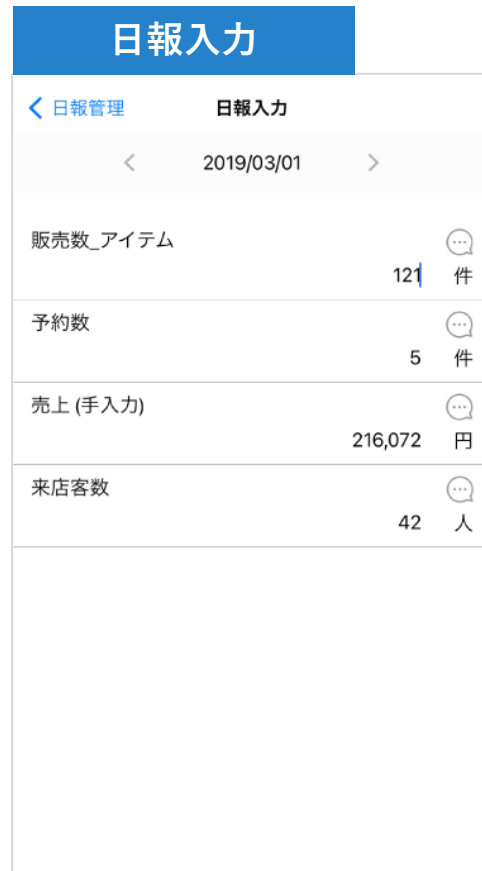 日報入力
日報管理 日報入力
2019/03/01
販売数_アイテム
121 件
予約数
5 件
売上 (手入力)
216,072 円
来店客数
42 人